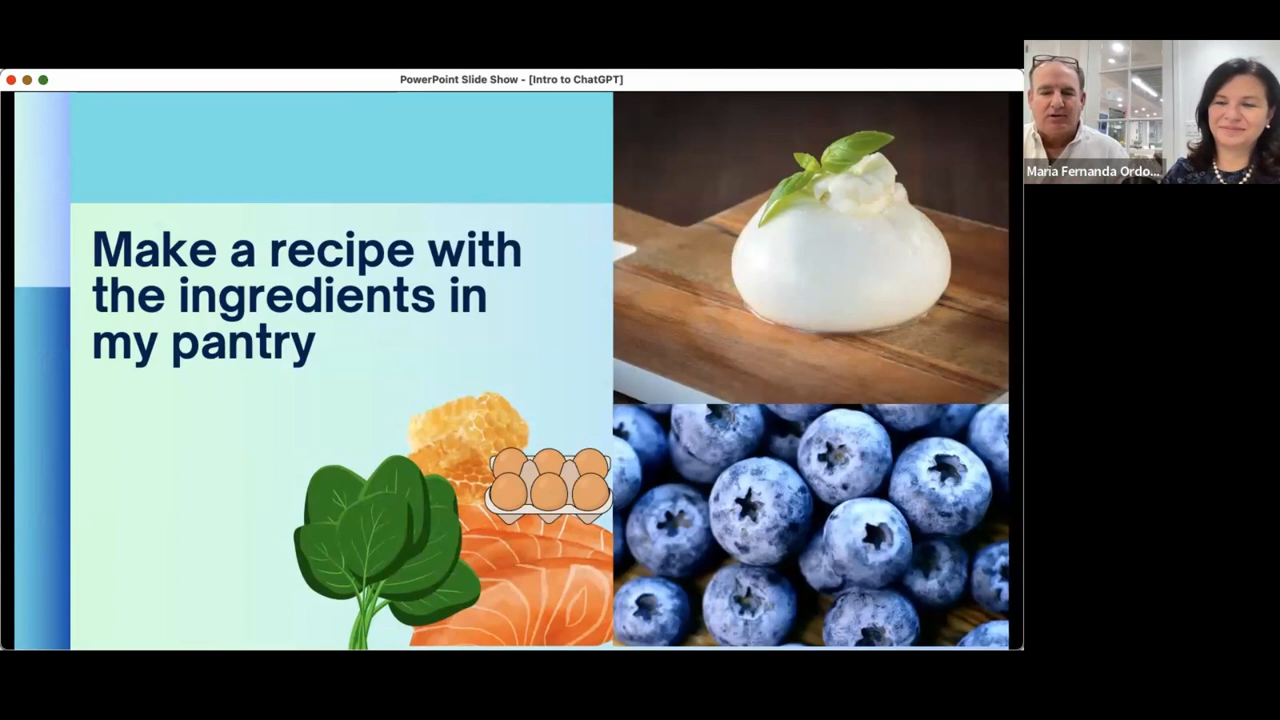 PowerPoint Slide Show - [Intro to ChatGPT]
Make a recipe with
the ingredients in
my pantry
Maria Fernanda Ordo...